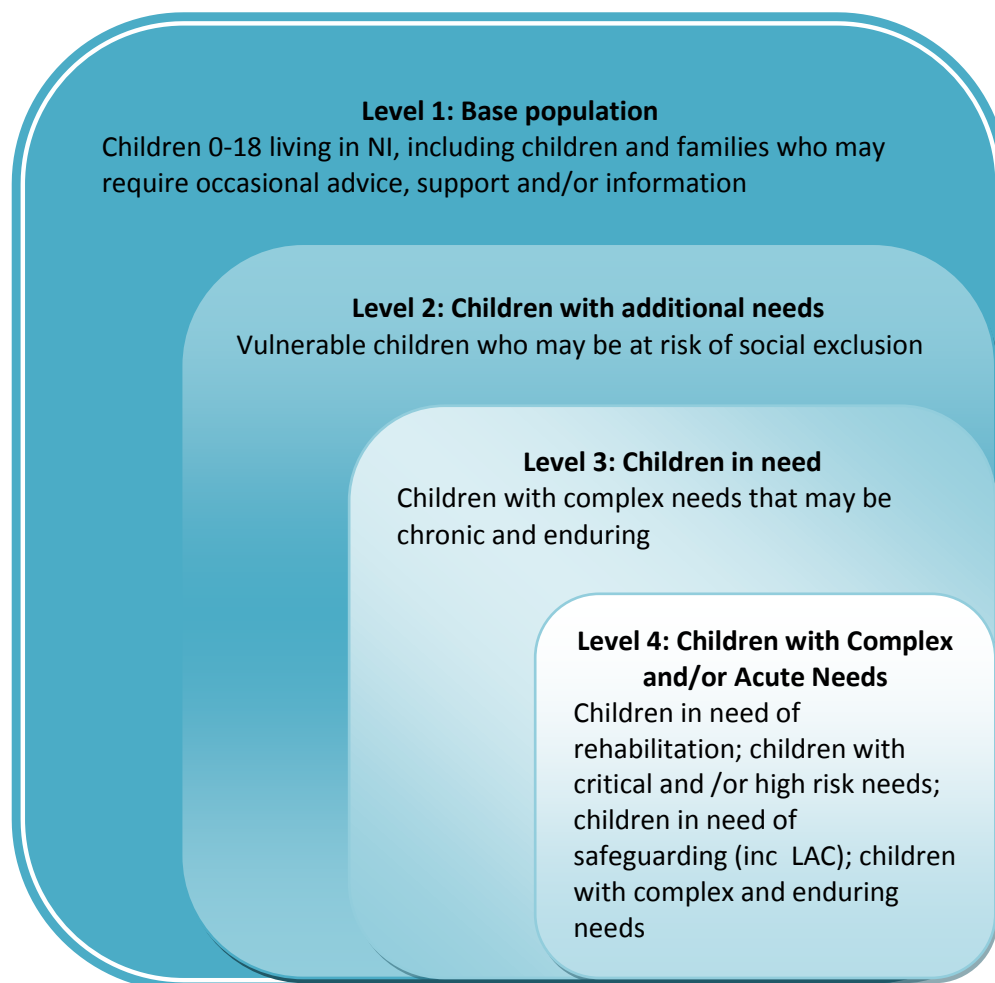 Level 1: Base population
Children 0-18 living in NI, including children and families who may
require occasional advice, support and/or information
Level 2: Children with additional needs
Vulnerable children who may be at risk of social exclusion
Level 3: Children in need
Children with complex needs that may be
chronic and enduring
Level 4: Children with Complex
and/or Acute Needs
Children in need of
rehabilitation; children with
critical and /or high risk needs;
children in need of
safeguarding (inc  LAC); children
with complex and enduring
needs